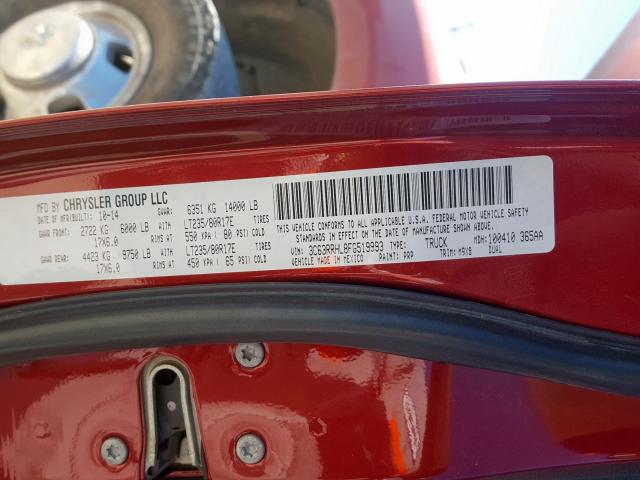 MFD BY CHRYSLER GROUP LLC
DATE OF MFR(BUILT): 10-14 GVWR: 6351 KG 14000 LB
GAWR FRONT: 2722 KG 6000 LB LT235/80R17E TIRES
17X6.0 RIMS AT 550 KPA ( 80 PSI) COLD
GAWR REAR: 4423 KG 9750 LB LT235/80R17E TIRES
17X6.0 RIMS AT 450 KPA ( 65 PSI) COLD
THIS VEHICLE CONFORMS TO ALL APPLICABLE U.S.A. FEDERAL MOTOR VEHICLE SAFETY
STANDARDS IN EFFECT ON THE DATE OF MANUFACTURE SHOWN ABOVE.
VIN: 3C63RRHL8FG519993 TYPE: TRUCK MDH: 100410 365AA
VEHICLE MADE IN MEXICO PAINT: PRP TRIM: M9X8 DUAL